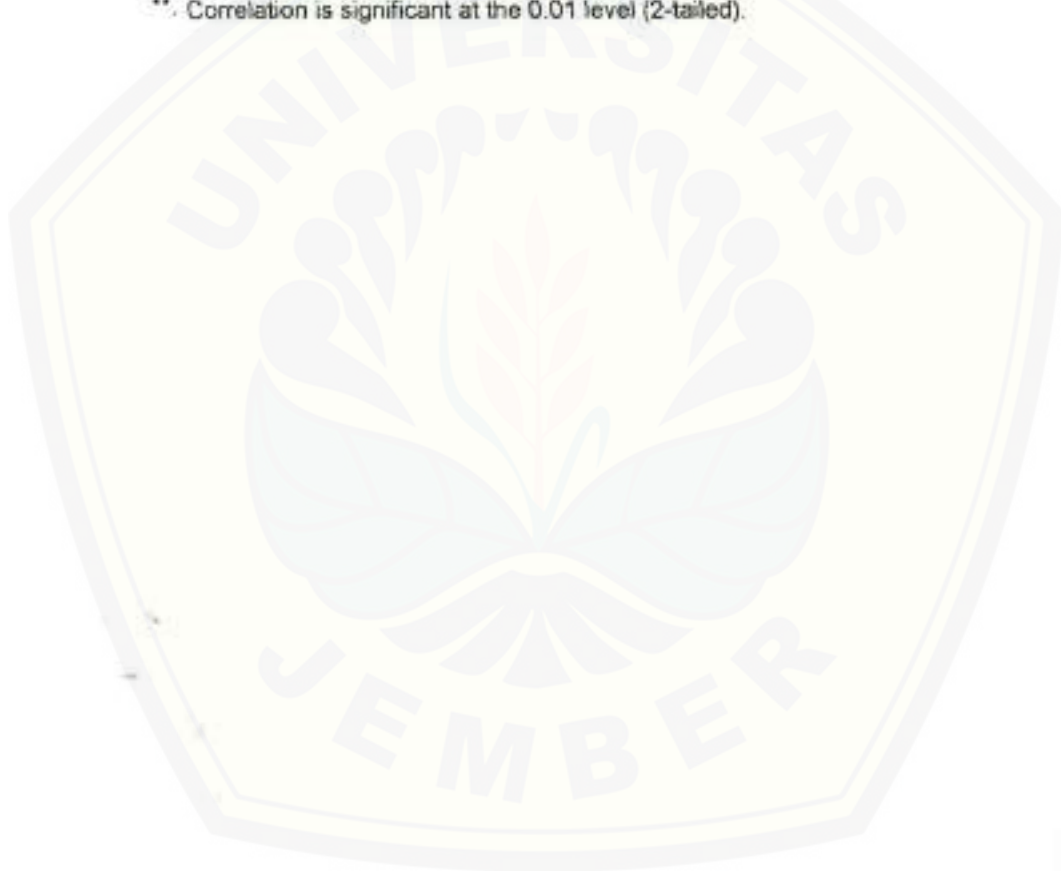 **. Correlation is significant at the 0.01 level (2-tailed).
UNIVERSITAS
JEMBER